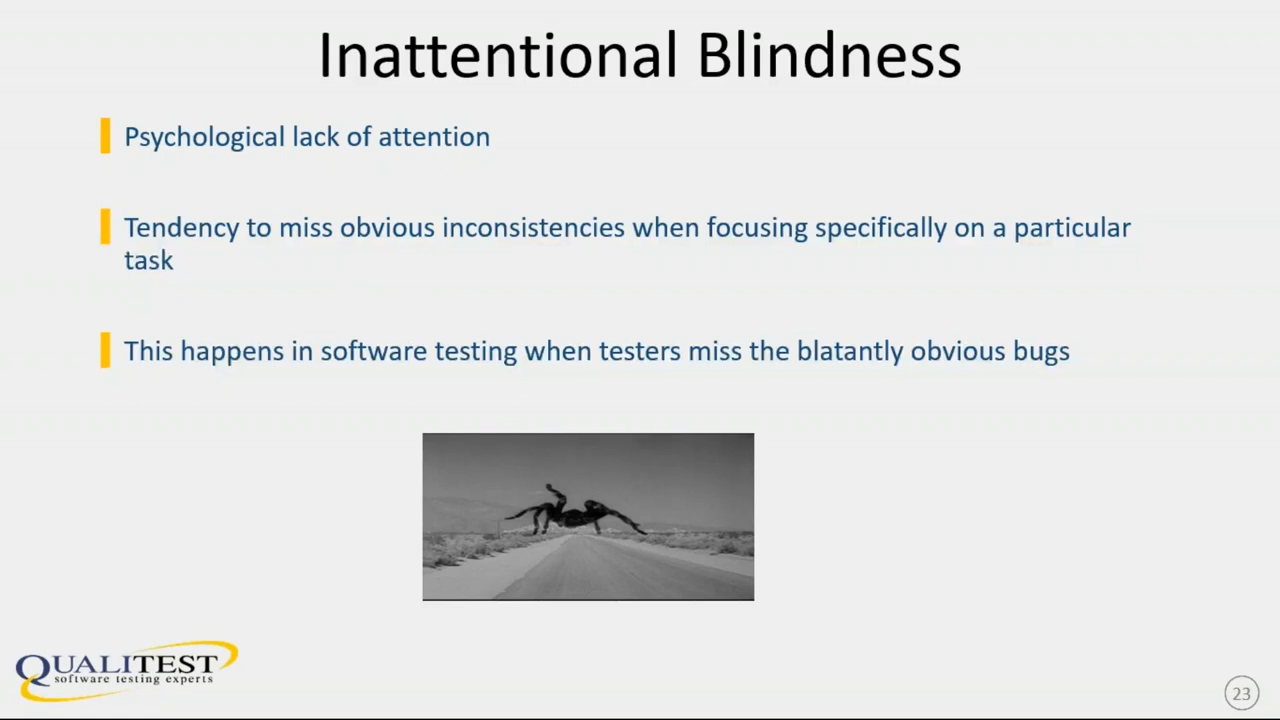 Inattentional Blindness
Psychological lack of attention
Tendency to miss obvious inconsistencies when focusing specifically on a particular
task
This happens in software testing when testers miss the blatantly obvious bugs
QUALITEST
software testing experts
23